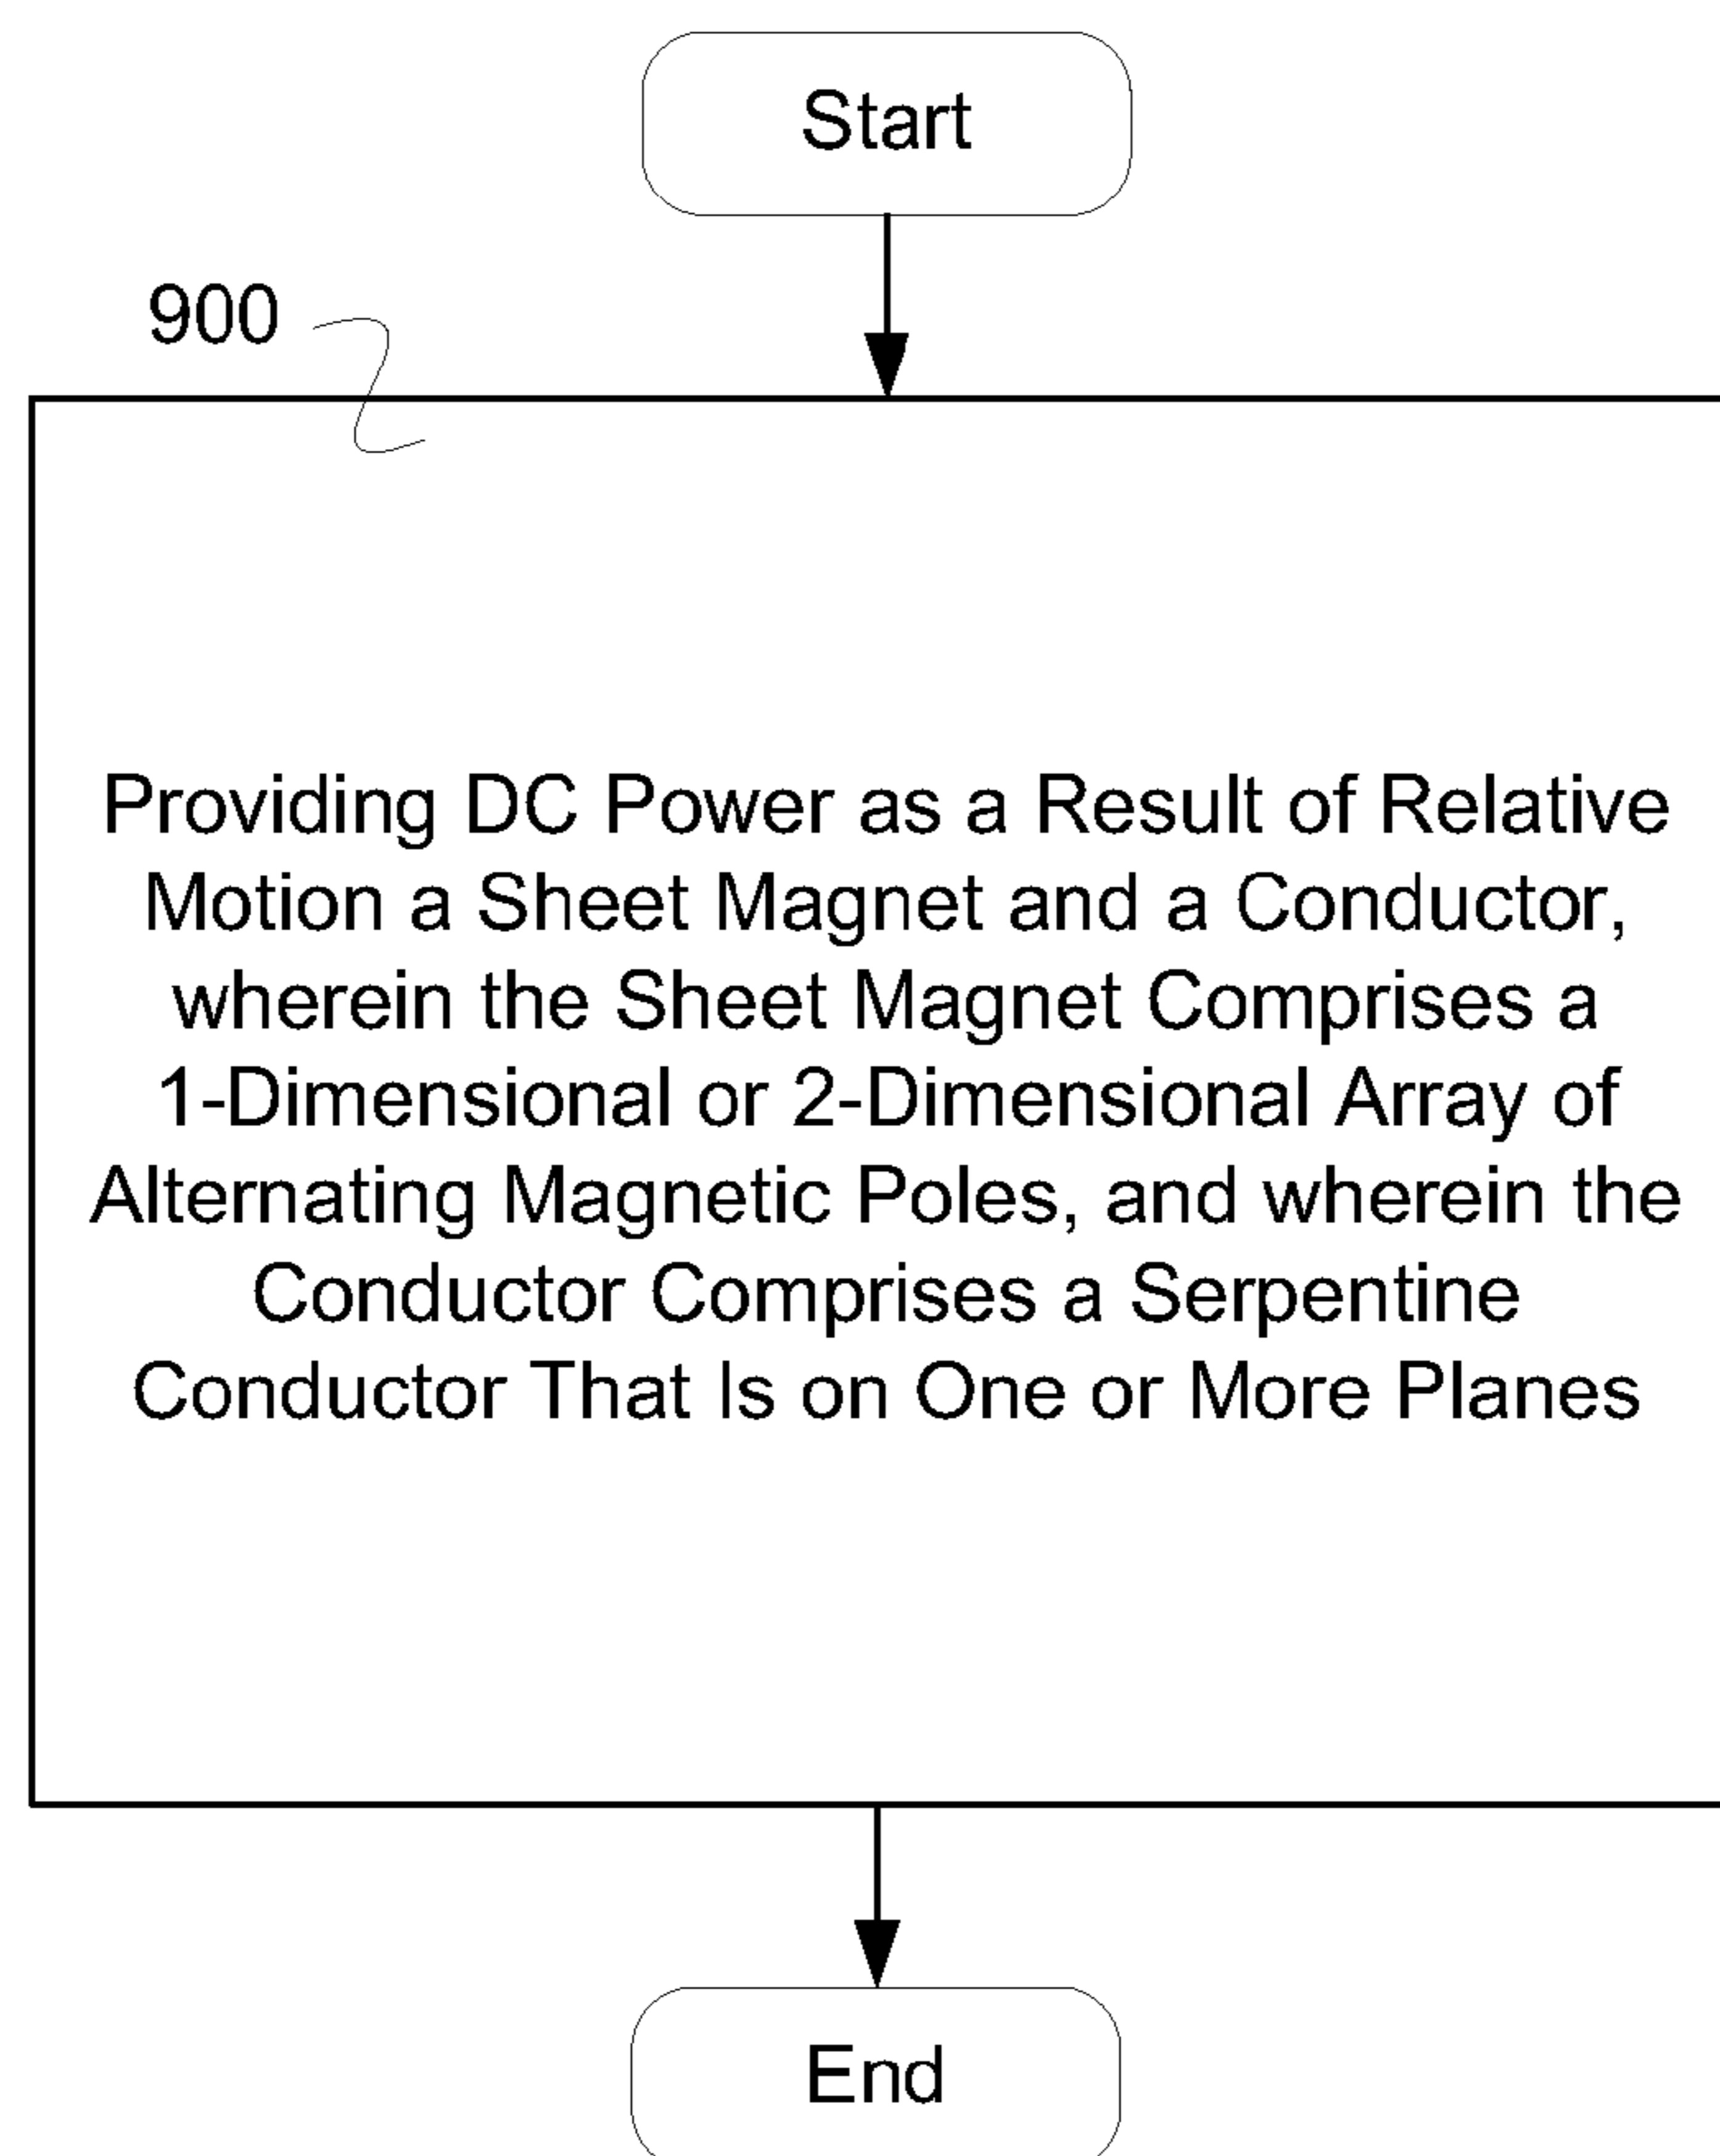 Start
900
Providing DC Power as a Result of Relative
Motion a Sheet Magnet and a Conductor,
wherein the Sheet Magnet Comprises a
1-Dimensional or 2-Dimensional Array of
Alternating Magnetic Poles, and wherein the
Conductor Comprises a Serpentine
Conductor That Is on One or More Planes
End